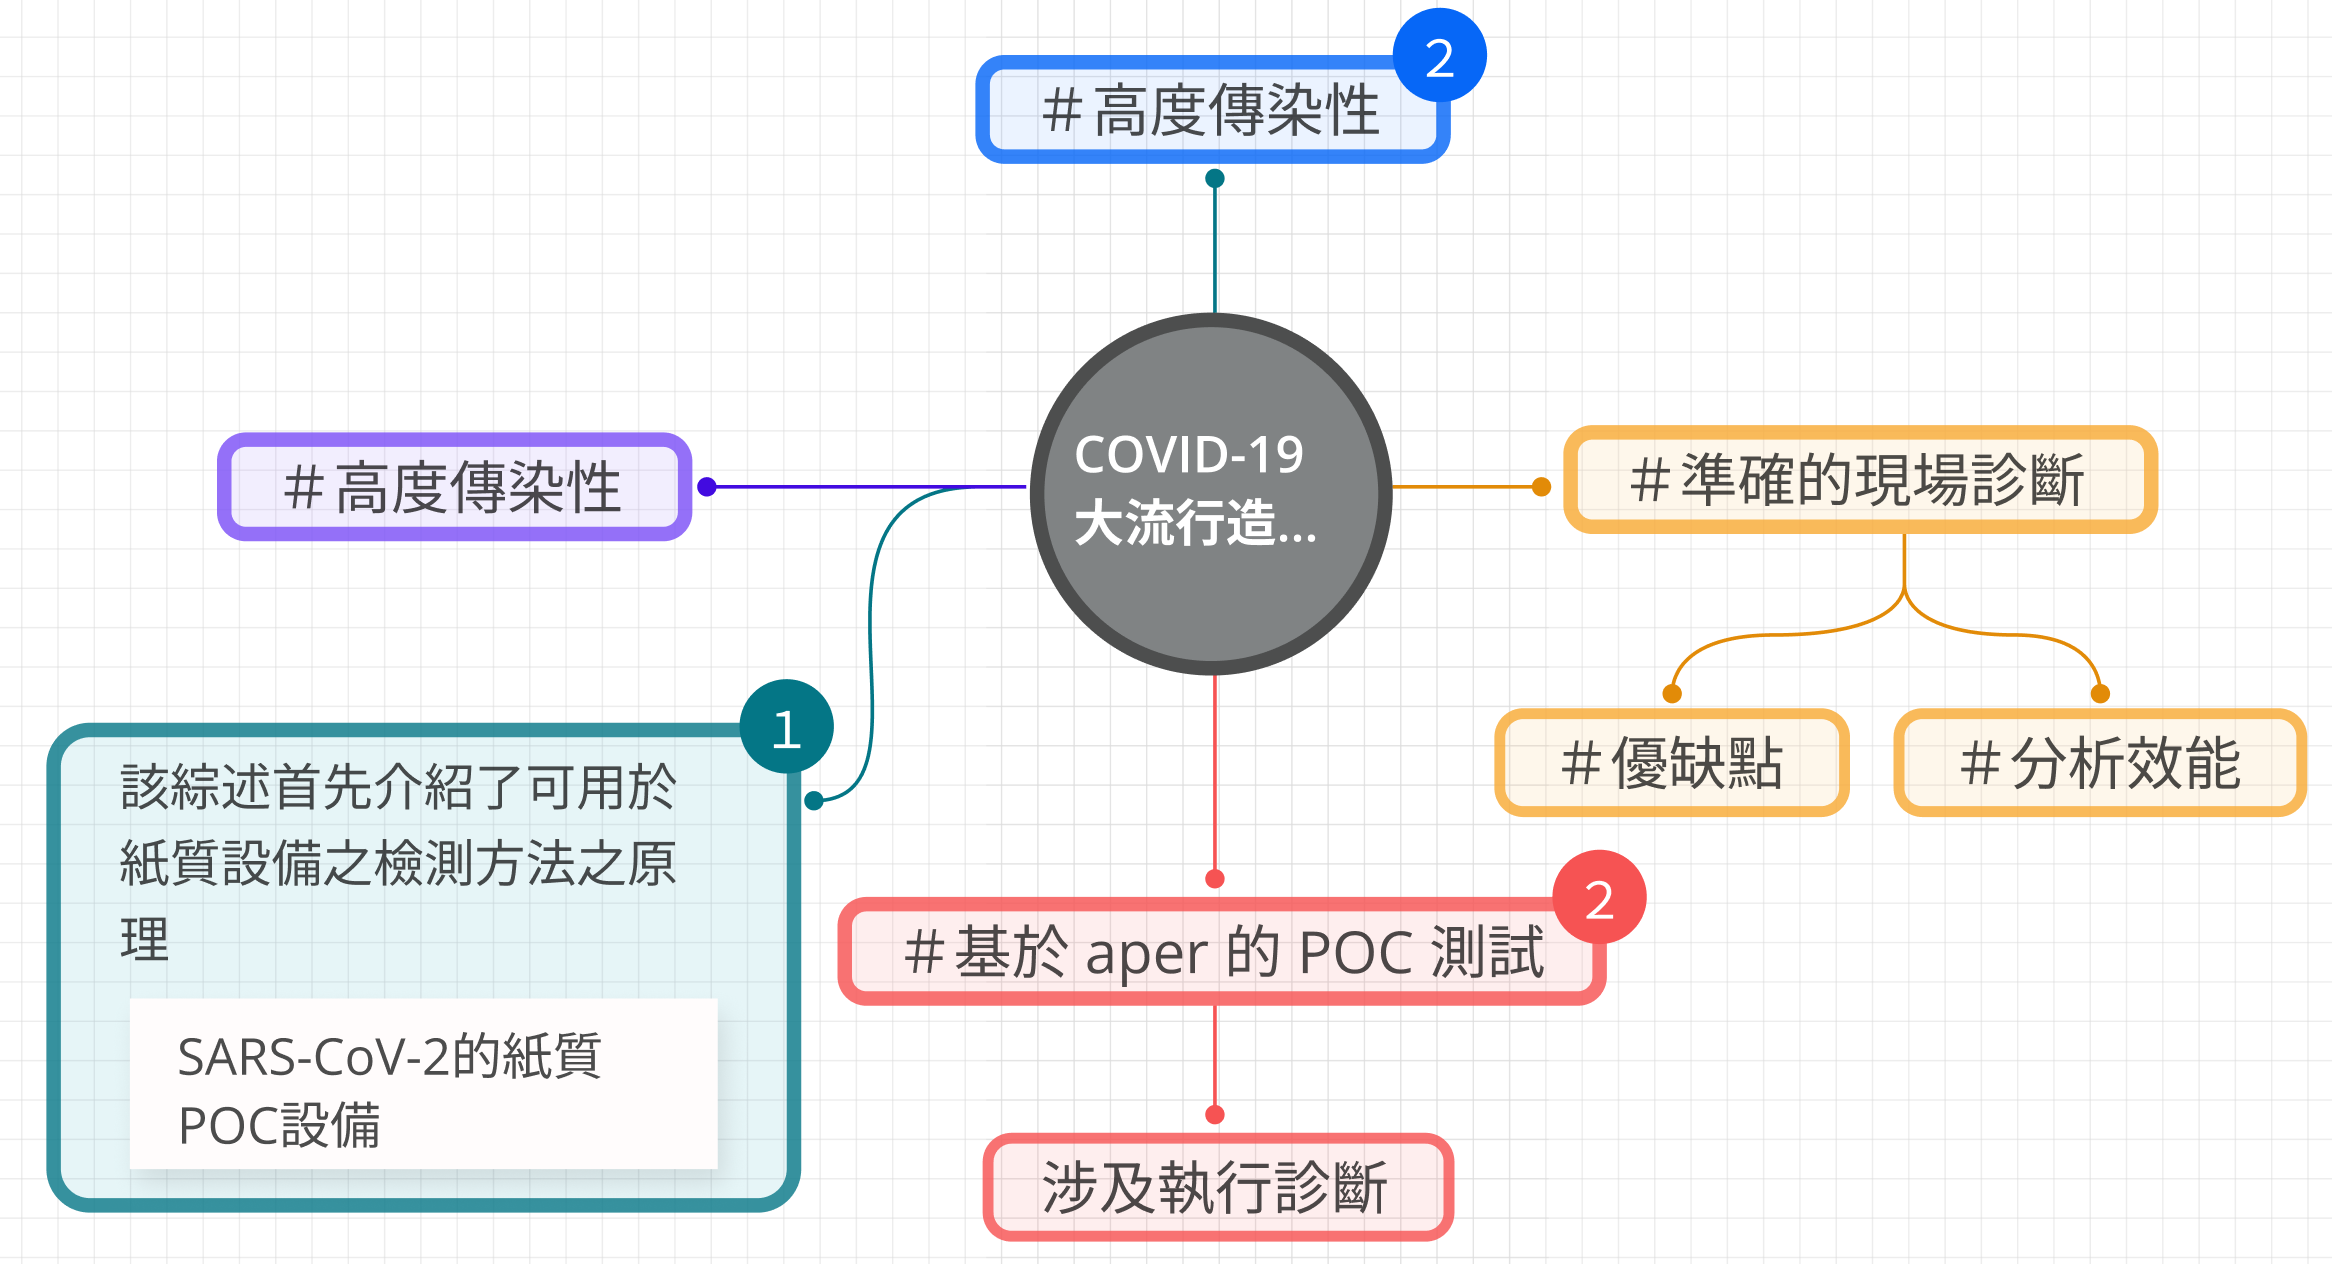 2
#高度傳染性
COVID-19
大流行造...
#高度傳染性
#準確的現場診斷
#優缺點
#分析效能
1
該綜述首先介紹了可用於
紙質設備之檢測方法之原
理
SARS-CoV-2的紙質
POC設備
2
#基於 aper 的 POC 測試
涉及執行診斷